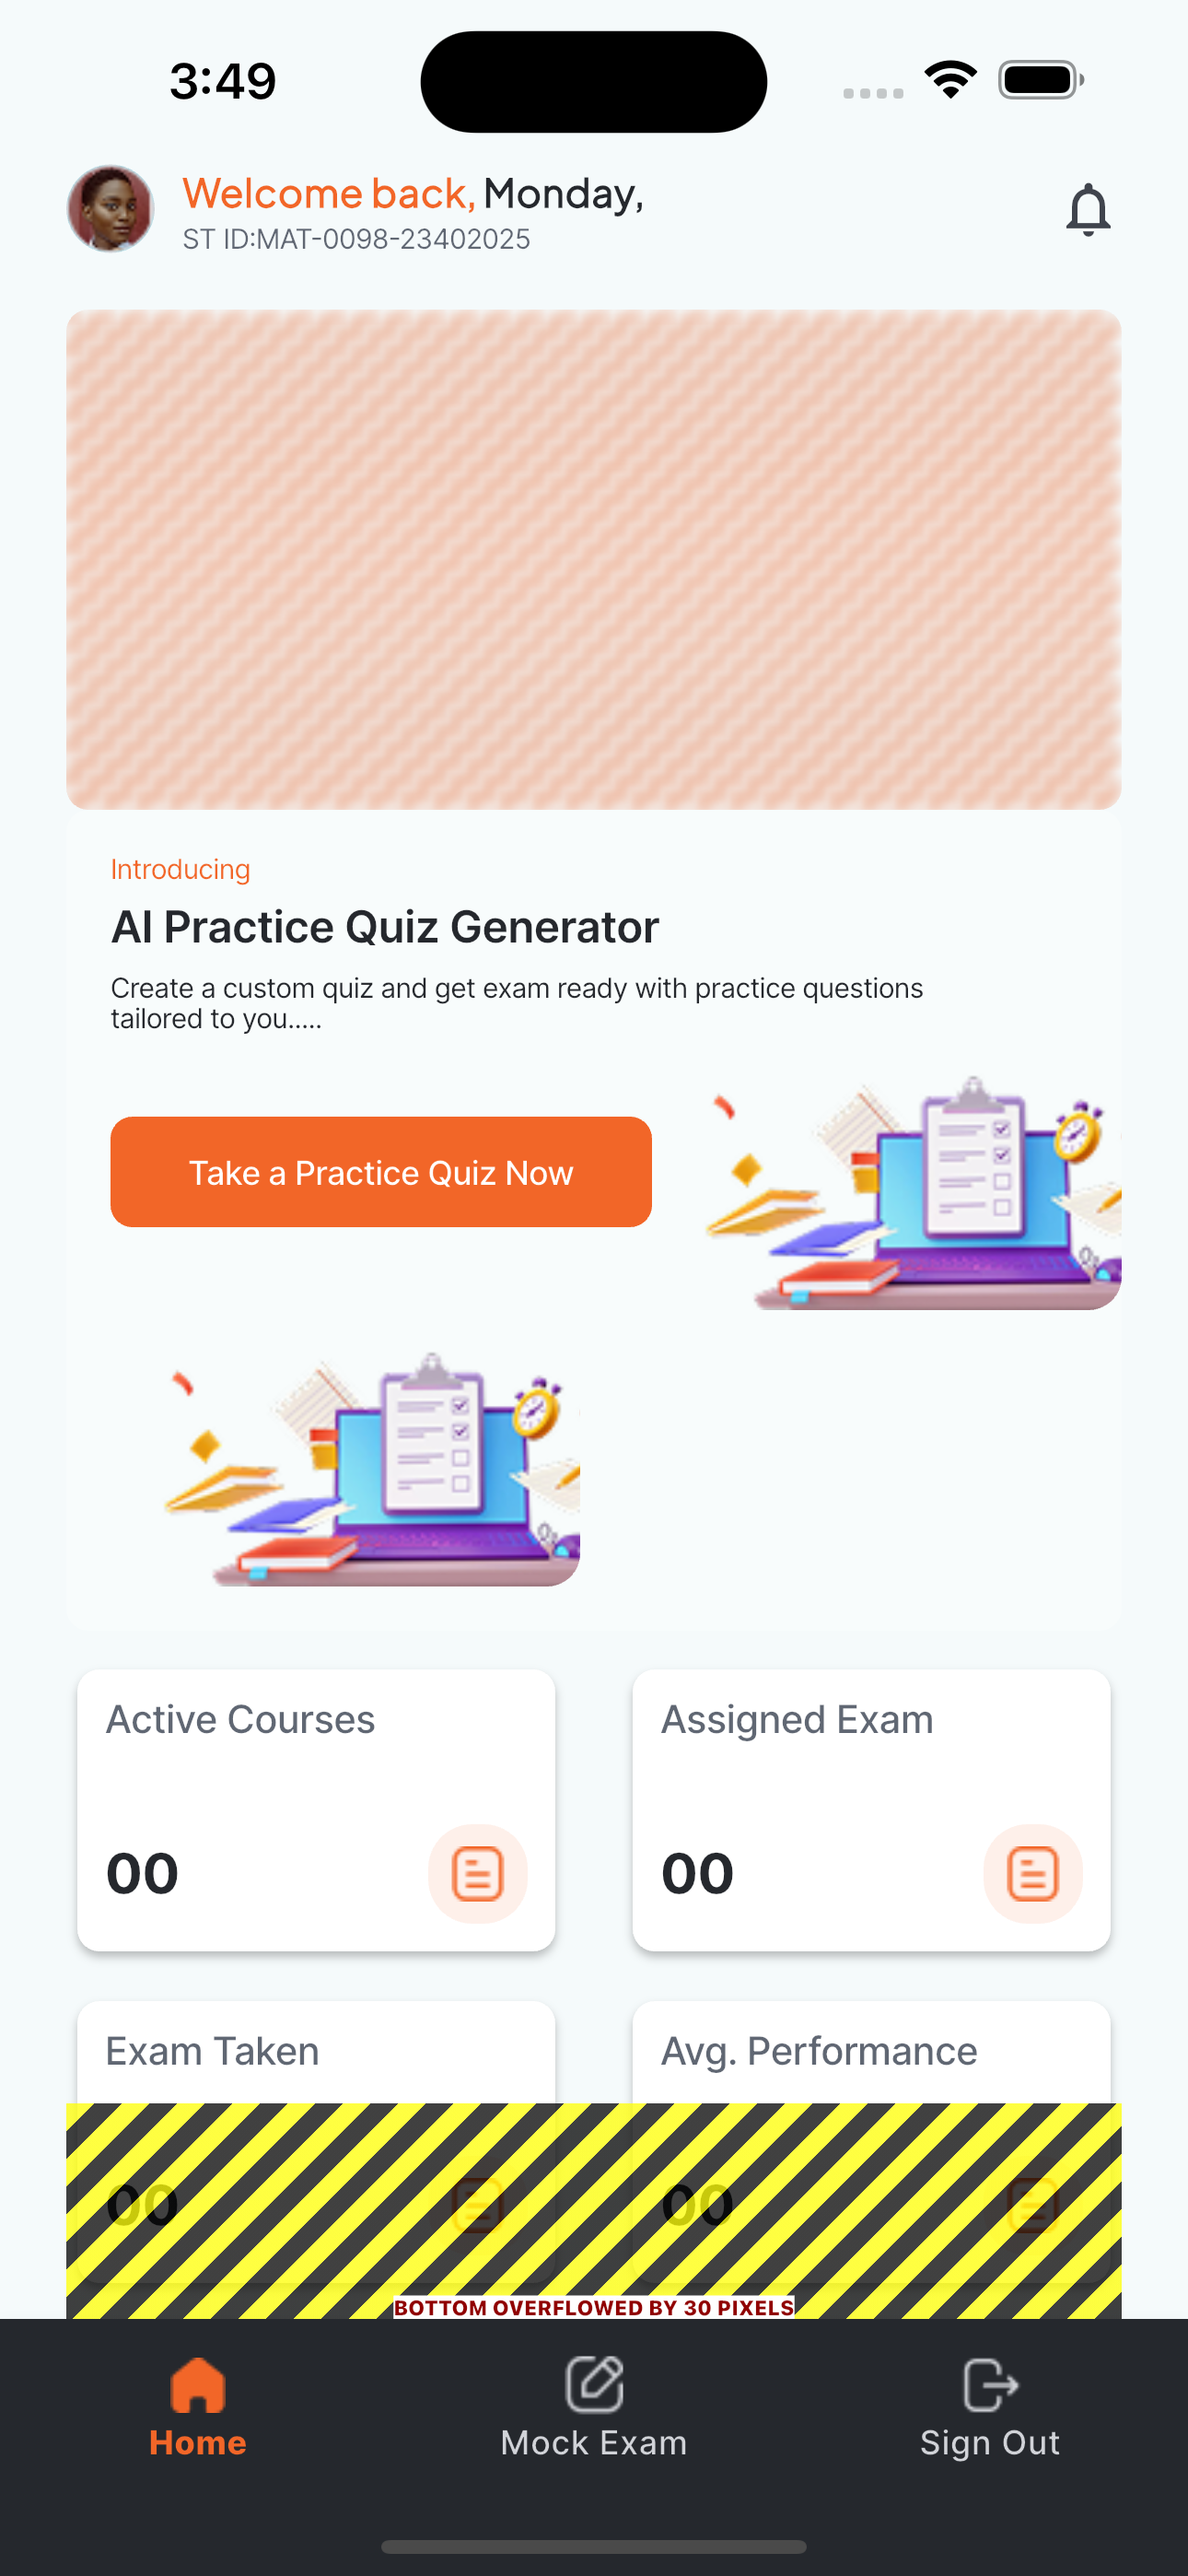 3:49
Welcome back, Monday,
ST ID:MAT-0098-23402025
Introducing
AI Practice Quiz Generator
Create a custom quiz and get exam ready with practice questions
tailored to you.....
Take a Practice Quiz Now
Active Courses
Assigned Exam
00
00
Exam Taken
Avg. Performance
00
00
BOTTOM OVERFLOWED BY 30 PIXELS
Home
Mock Exam
Sign Out